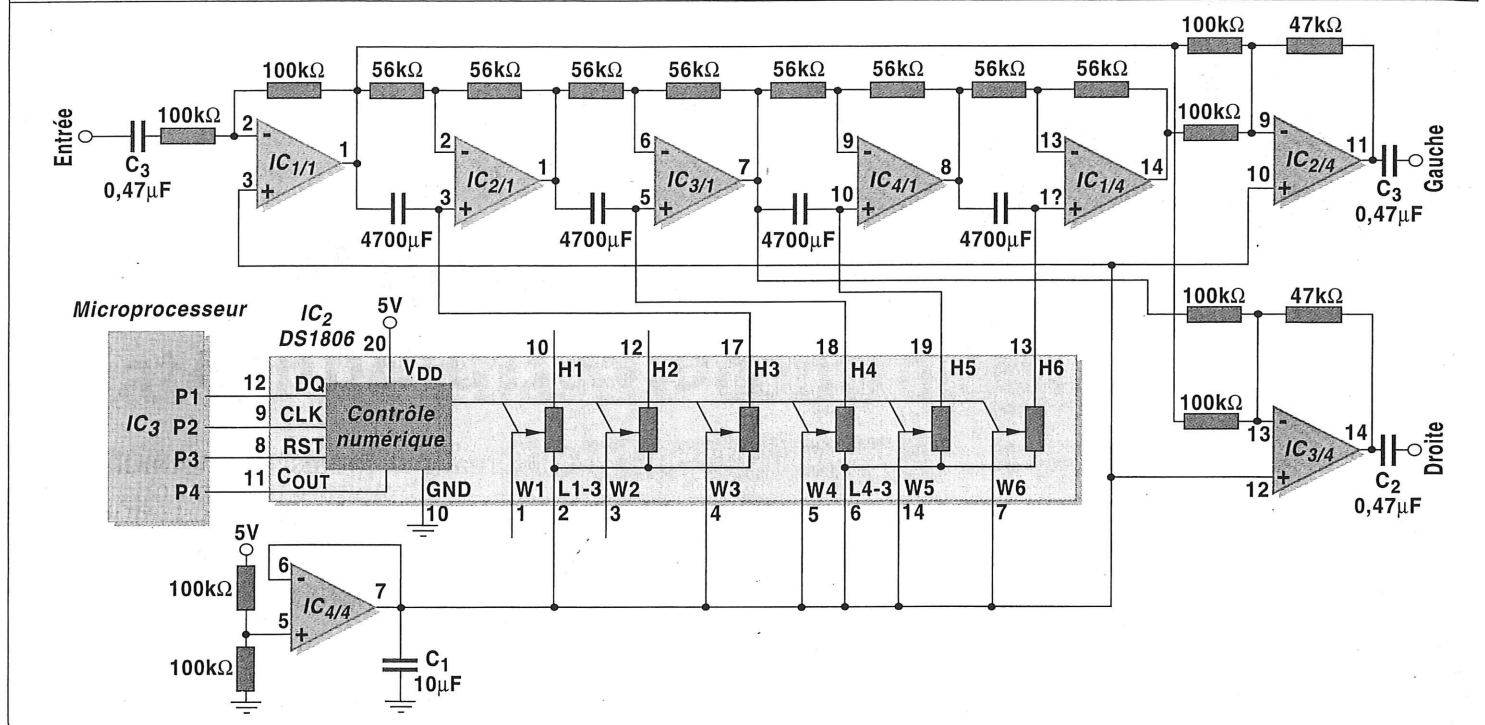 100kΩ
47kΩ
100kΩ
56kΩ
56kΩ
56kΩ
56kΩ
56kΩ
56kΩ
56kΩ
56kΩ
Entrée
C3
0,47µF
100kΩ
2
-
3
+
IC1/1
1
4700µF
2
-
3
+
IC2/1
1
4700µF
6
-
5
+
IC3/1
7
4700µF
9
-
10
+
IC4/1
8
4700µF
13
-
1?
+
IC1/4
14
100kΩ
9
-
10
+
IC2/4
11
C3
0,47µF
Gauche
Microprocesseur
IC3
P1
P2
P3
P4
12
9
8
11
IC2
DS1806
5V
20
VDD
DQ
CLK
RST
COUT
Contrôle
numérique
GND
10
10
12
17
18
19
13
H1
H2
H3
H4
H5
H6
W1
L1-3
W2
W3
W4
L4-3
W5
W6
1
2
3
4
5
6
14
7
100kΩ
47kΩ
100kΩ
13
-
12
+
IC3/4
14
C2
0,47µF
Droite
5V
100kΩ
100kΩ
6
-
5
+
IC4/4
7
C1
10µF